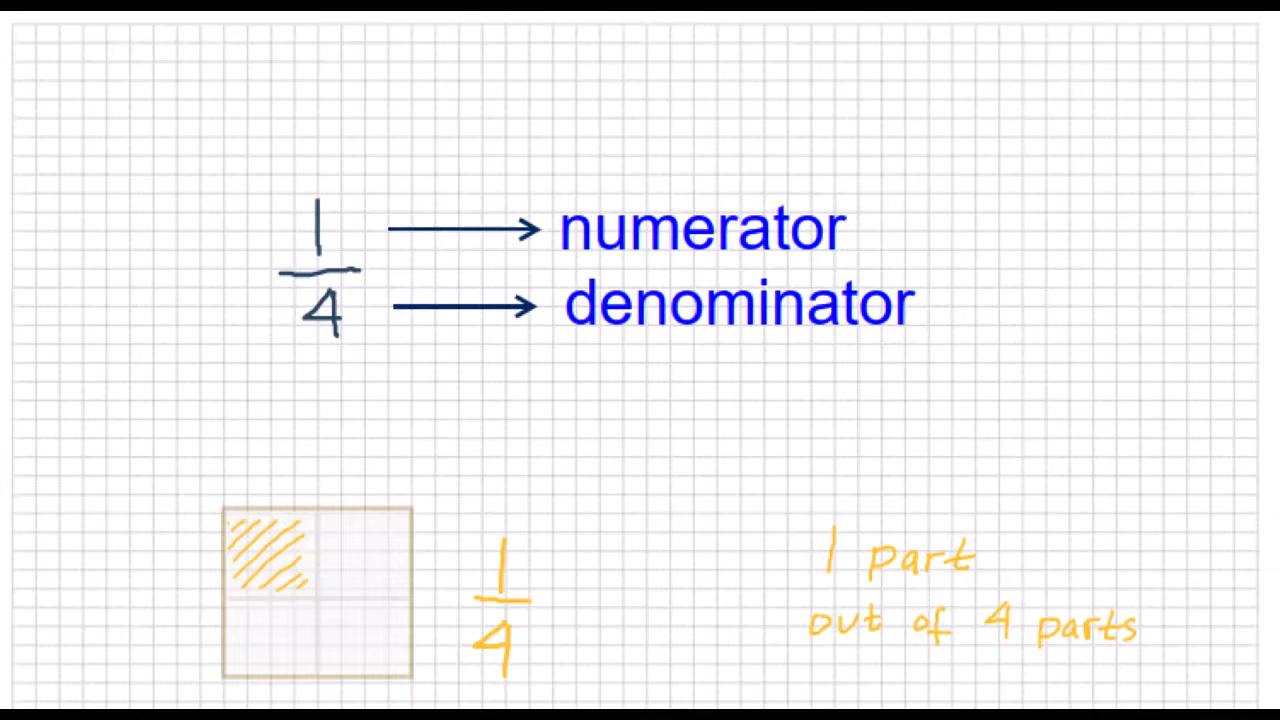 1 → numerator
4 → denominator
1
4
1 part
out of 4 parts